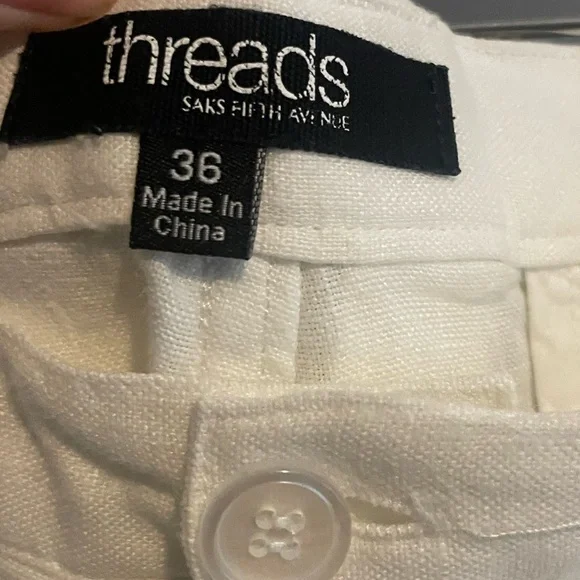 threads
SAKS FIFTH AVENUE
36
Made In
China